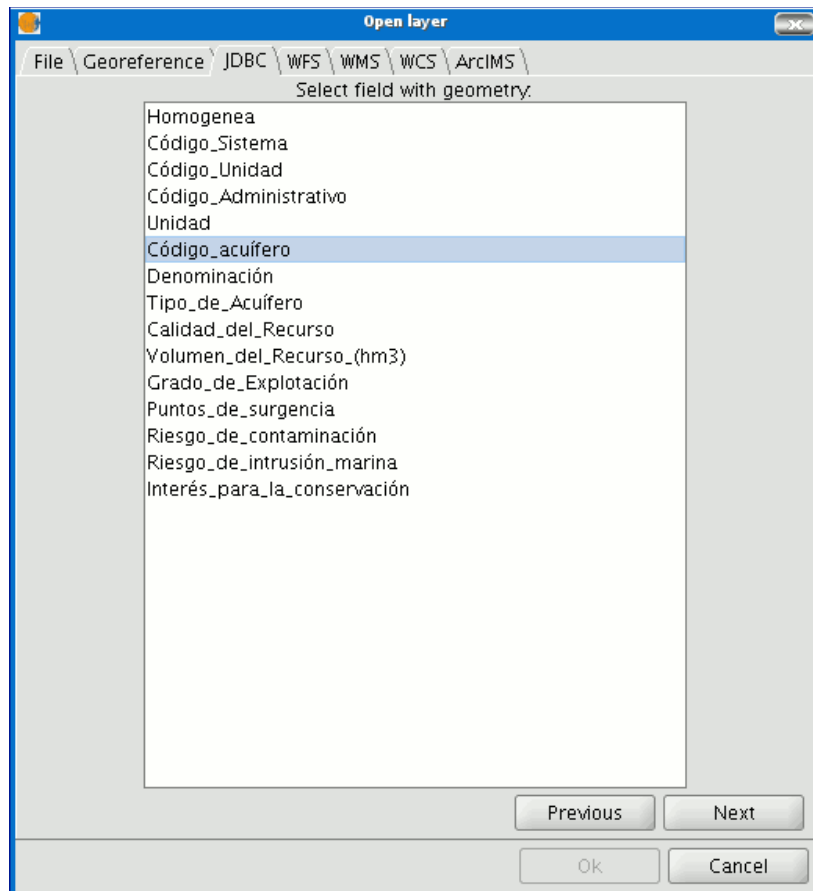 Open layer
File Georeference JDBC WFS WMS WCS ArcIMS
Select field with geometry:
Homogenea
Código_Sistema
Código_Unidad
Código_Administrativo
Unidad
Código_acuífero
Denominación
Tipo_de_Acuífero
Calidad_del_Recurso
Volumen_del_Recurso_(hm3)
Grado_de_Explotación
Puntos_de_surgencia
Riesgo_de_contaminación
Riesgo_de_intrusión_marina
Interés_para_la_conservación
Previous Next
Ok Cancel